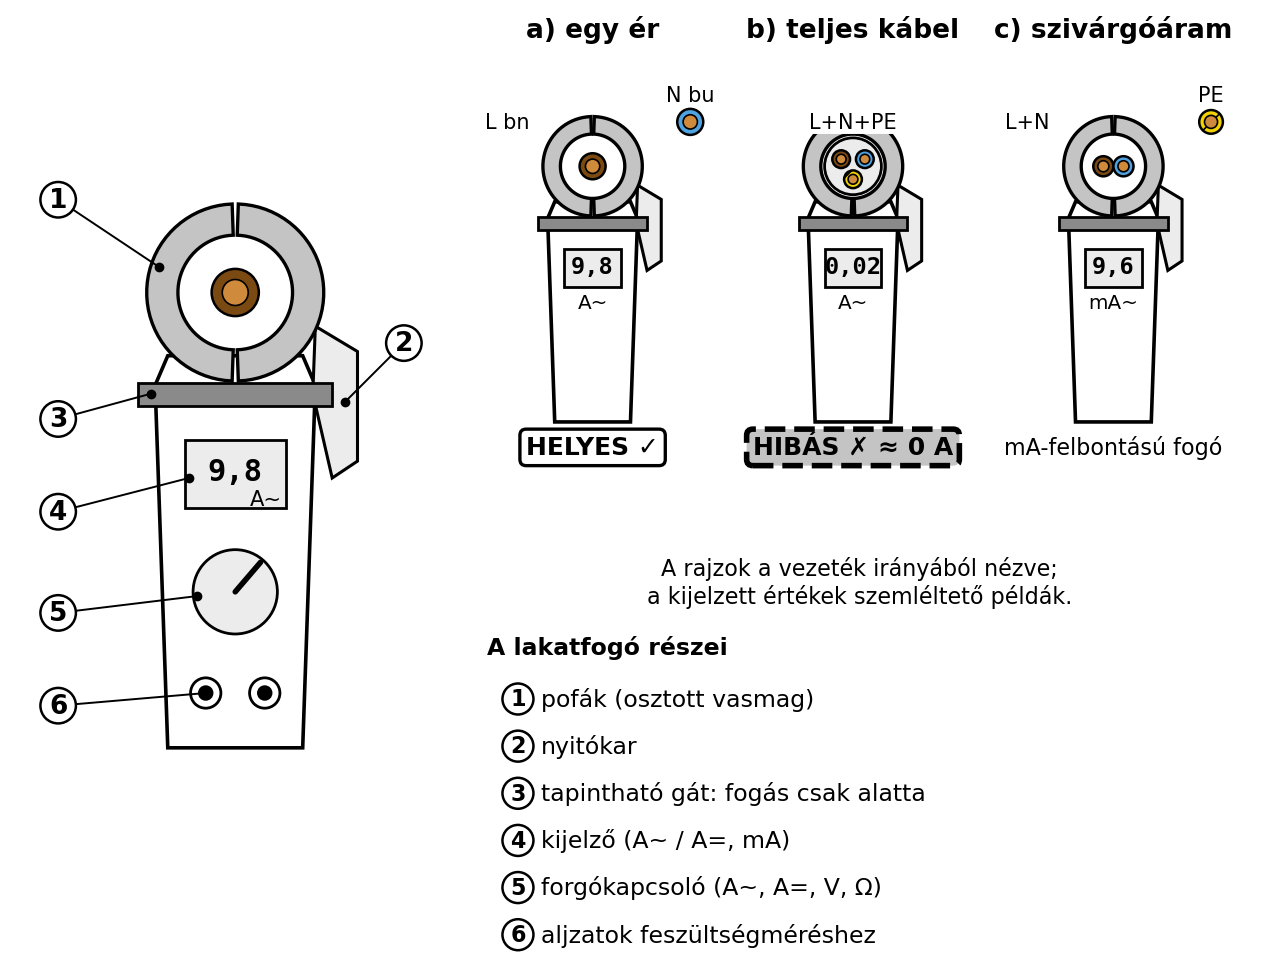 a) egy ér
b) teljes kábel
c) szivárgóáram
L bn
N bu
L+N+PE
L+N
PE
9,8
A~
0,02
A~
9,6
mA~
HELYES ✓
HIBÁS ✗ ≈ 0 A
mA-felbontású fogó
1
2
3
4
5
6
9,8
A~
A rajzok a vezeték irányából nézve;
a kijelzett értékek szemléltető példák.
A lakatfogó részei
1 pofák (osztott vasmag)
2 nyitókar
3 tapintható gát: fogás csak alatta
4 kijelző (A~ / A=, mA)
5 forgókapcsoló (A~, A=, V, Ω)
6 aljzatok feszültségméréshez